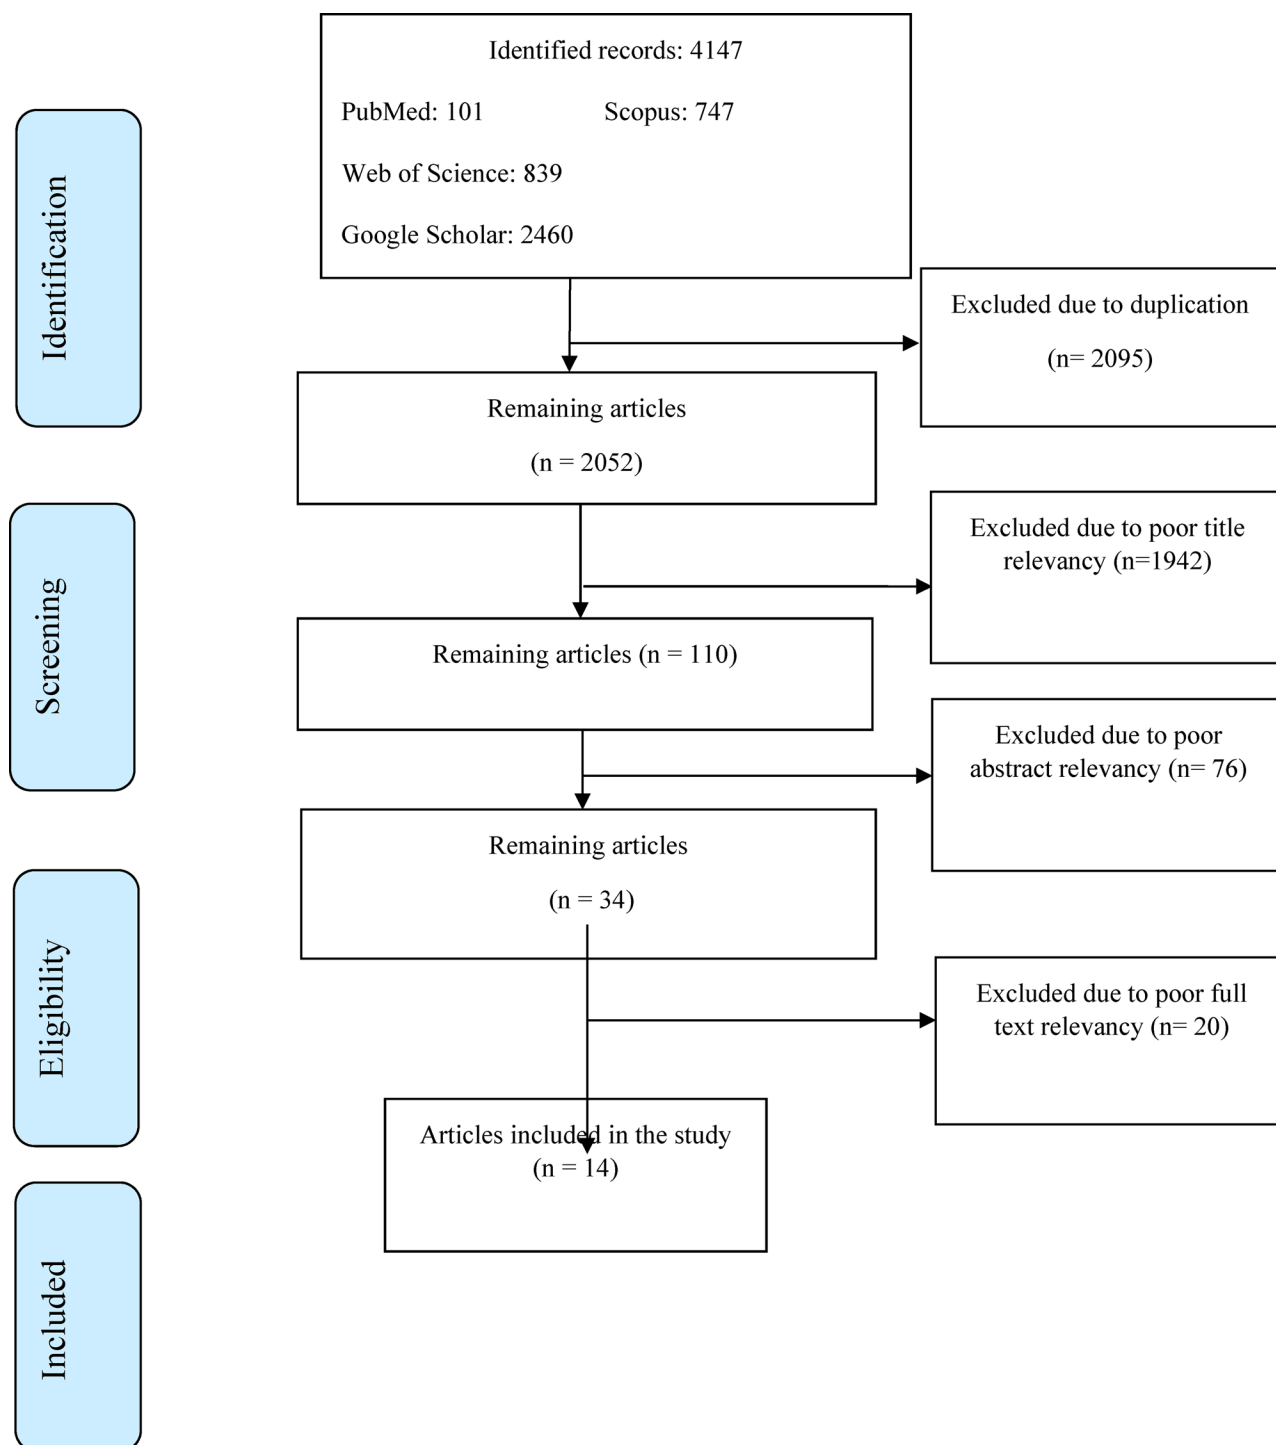 Identified records: 4147
PubMed: 101 Scopus: 747
Web of Science: 839
Google Scholar: 2460
Identification
Excluded due to duplication
(n= 2095)
Remaining articles
(n = 2052)
Screening
Excluded due to poor title
relevancy (n=1942)
Remaining articles (n = 110)
Excluded due to poor
abstract relevancy (n= 76)
Remaining articles
(n = 34)
Eligibility
Excluded due to poor full
text relevancy (n= 20)
Articles included in the study
(n = 14)
Included